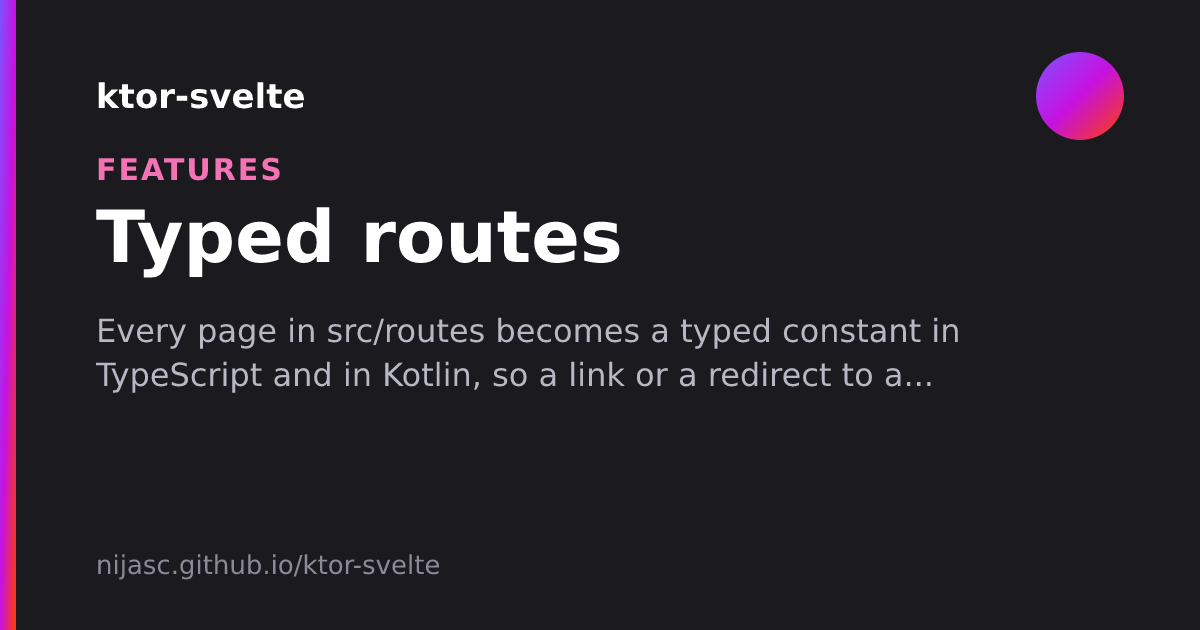 ktor-svelte
FEATURES
Typed routes
Every page in src/routes becomes a typed constant in
TypeScript and in Kotlin, so a link or a redirect to a...
nijasc.github.io/ktor-svelte